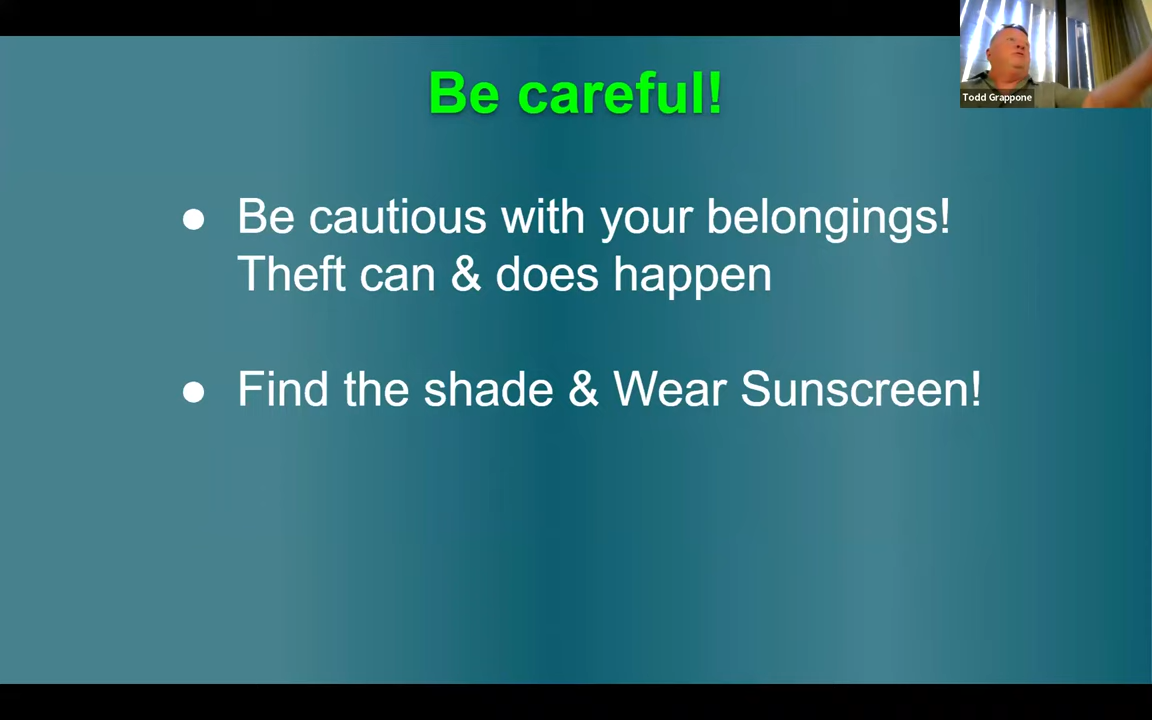 Be careful!
Todd Grappone
● Be cautious with your belongings!
Theft can & does happen
● Find the shade & Wear Sunscreen!